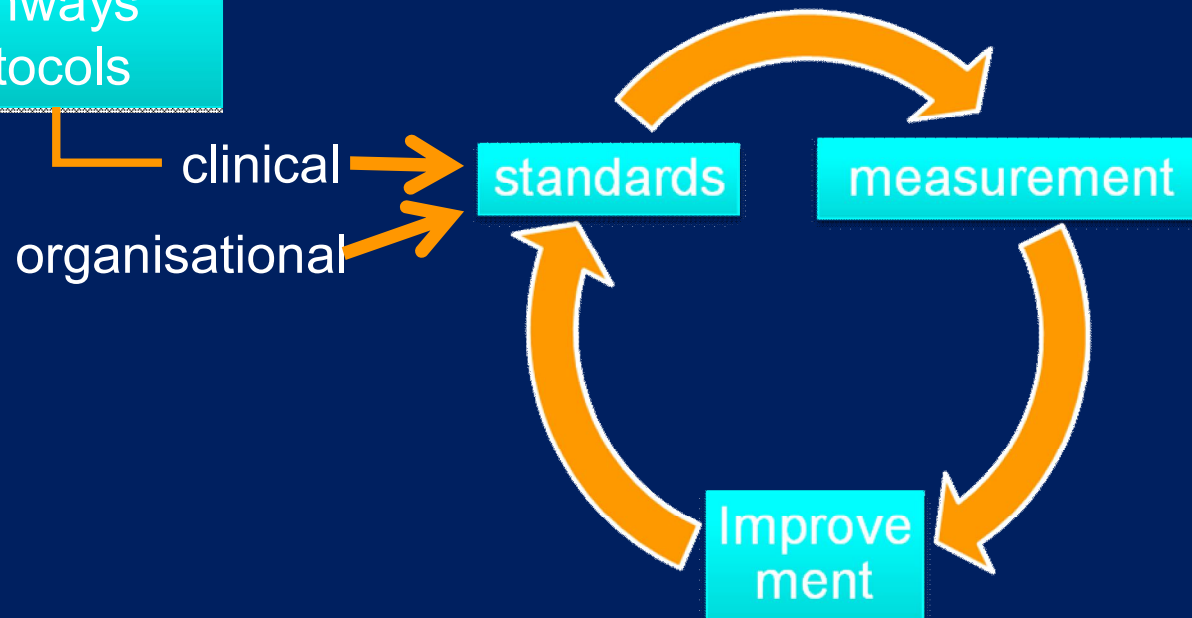 tocols
clinical
standards
measurement
organisational
Improve
ment